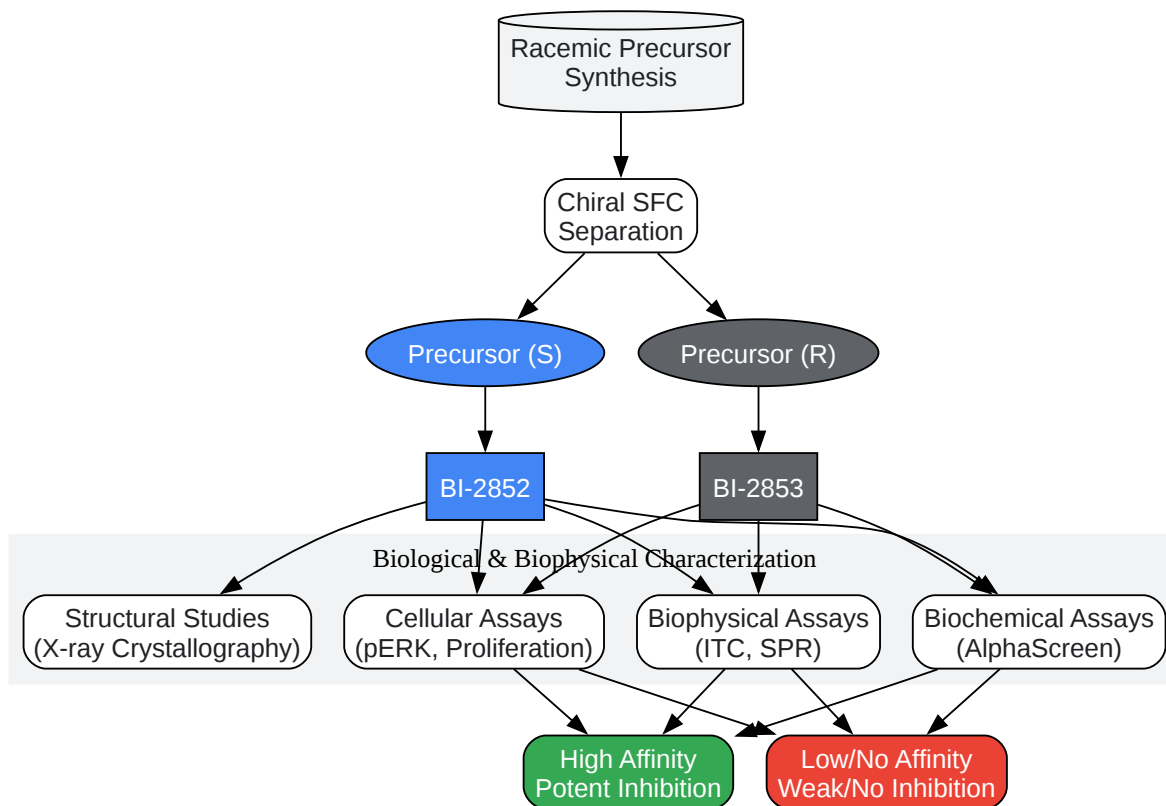 Racemic Precursor
Synthesis
Chiral SFC
Separation
Precursor (S)
Precursor (R)
BI-2852
BI-2853
Biological & Biophysical Characterization
Structural Studies
(X-ray Crystallography)
Cellular Assays
(pERK, Proliferation)
Biophysical Assays
(ITC, SPR)
Biochemical Assays
(AlphaScreen)
High Affinity
Potent Inhibition
Low/No Affinity
Weak/No Inhibition